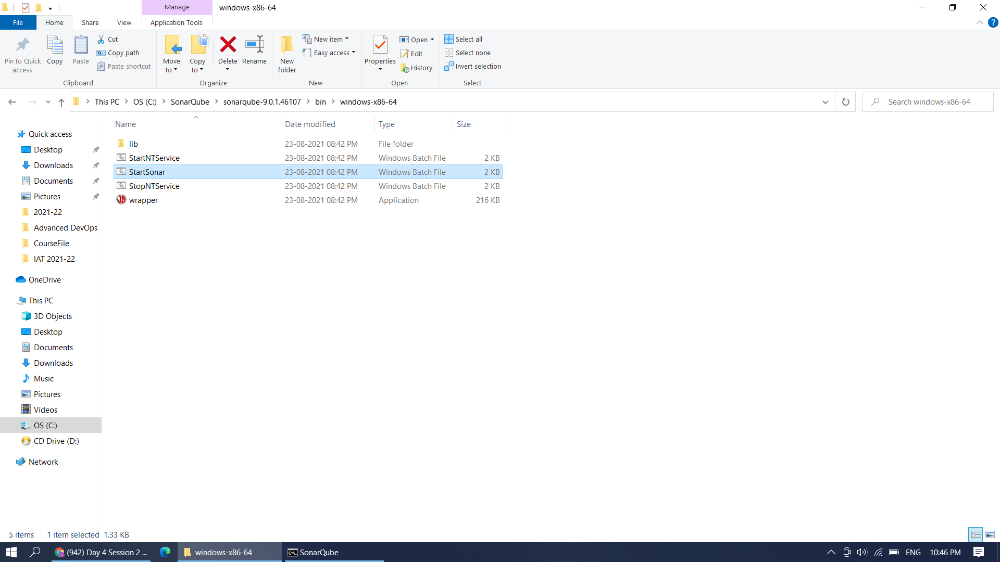 Manage
windows-x86-64
File
Home
Share
View
Application Tools
Pin to Quick access
Copy
Paste
Cut
Copy path
Paste shortcut
Clipboard
Move to
Copy to
Delete
Rename
Organize
New folder
New item
Easy access
New
Properties
Open
Edit
History
Open
Select all
Select none
Invert selection
Select
This PC > OS (C:) > SonarQube > sonarqube-9.0.1.46107 > bin > windows-x86-64
Search windows-x86-64
Name Date modified Type Size
lib 23-08-2021 08:42 PM File folder
StartNTService 23-08-2021 08:42 PM Windows Batch File 2 KB
StartSonar 23-08-2021 08:42 PM Windows Batch File 2 KB
StopNTService 23-08-2021 08:42 PM Windows Batch File 2 KB
wrapper 23-08-2021 08:42 PM Application 216 KB
Quick access
Desktop
Downloads
Documents
Pictures
2021-22
Advanced DevOps
CourseFile
IAT 2021-22
OneDrive
This PC
3D Objects
Desktop
Documents
Downloads
Music
Pictures
Videos
OS (C:)
CD Drive (D:)
Network
5 items 1 item selected 1.33 KB
(942) Day 4 Session 2 ...
windows-x86-64
SonarQube
ENG
10:46 PM